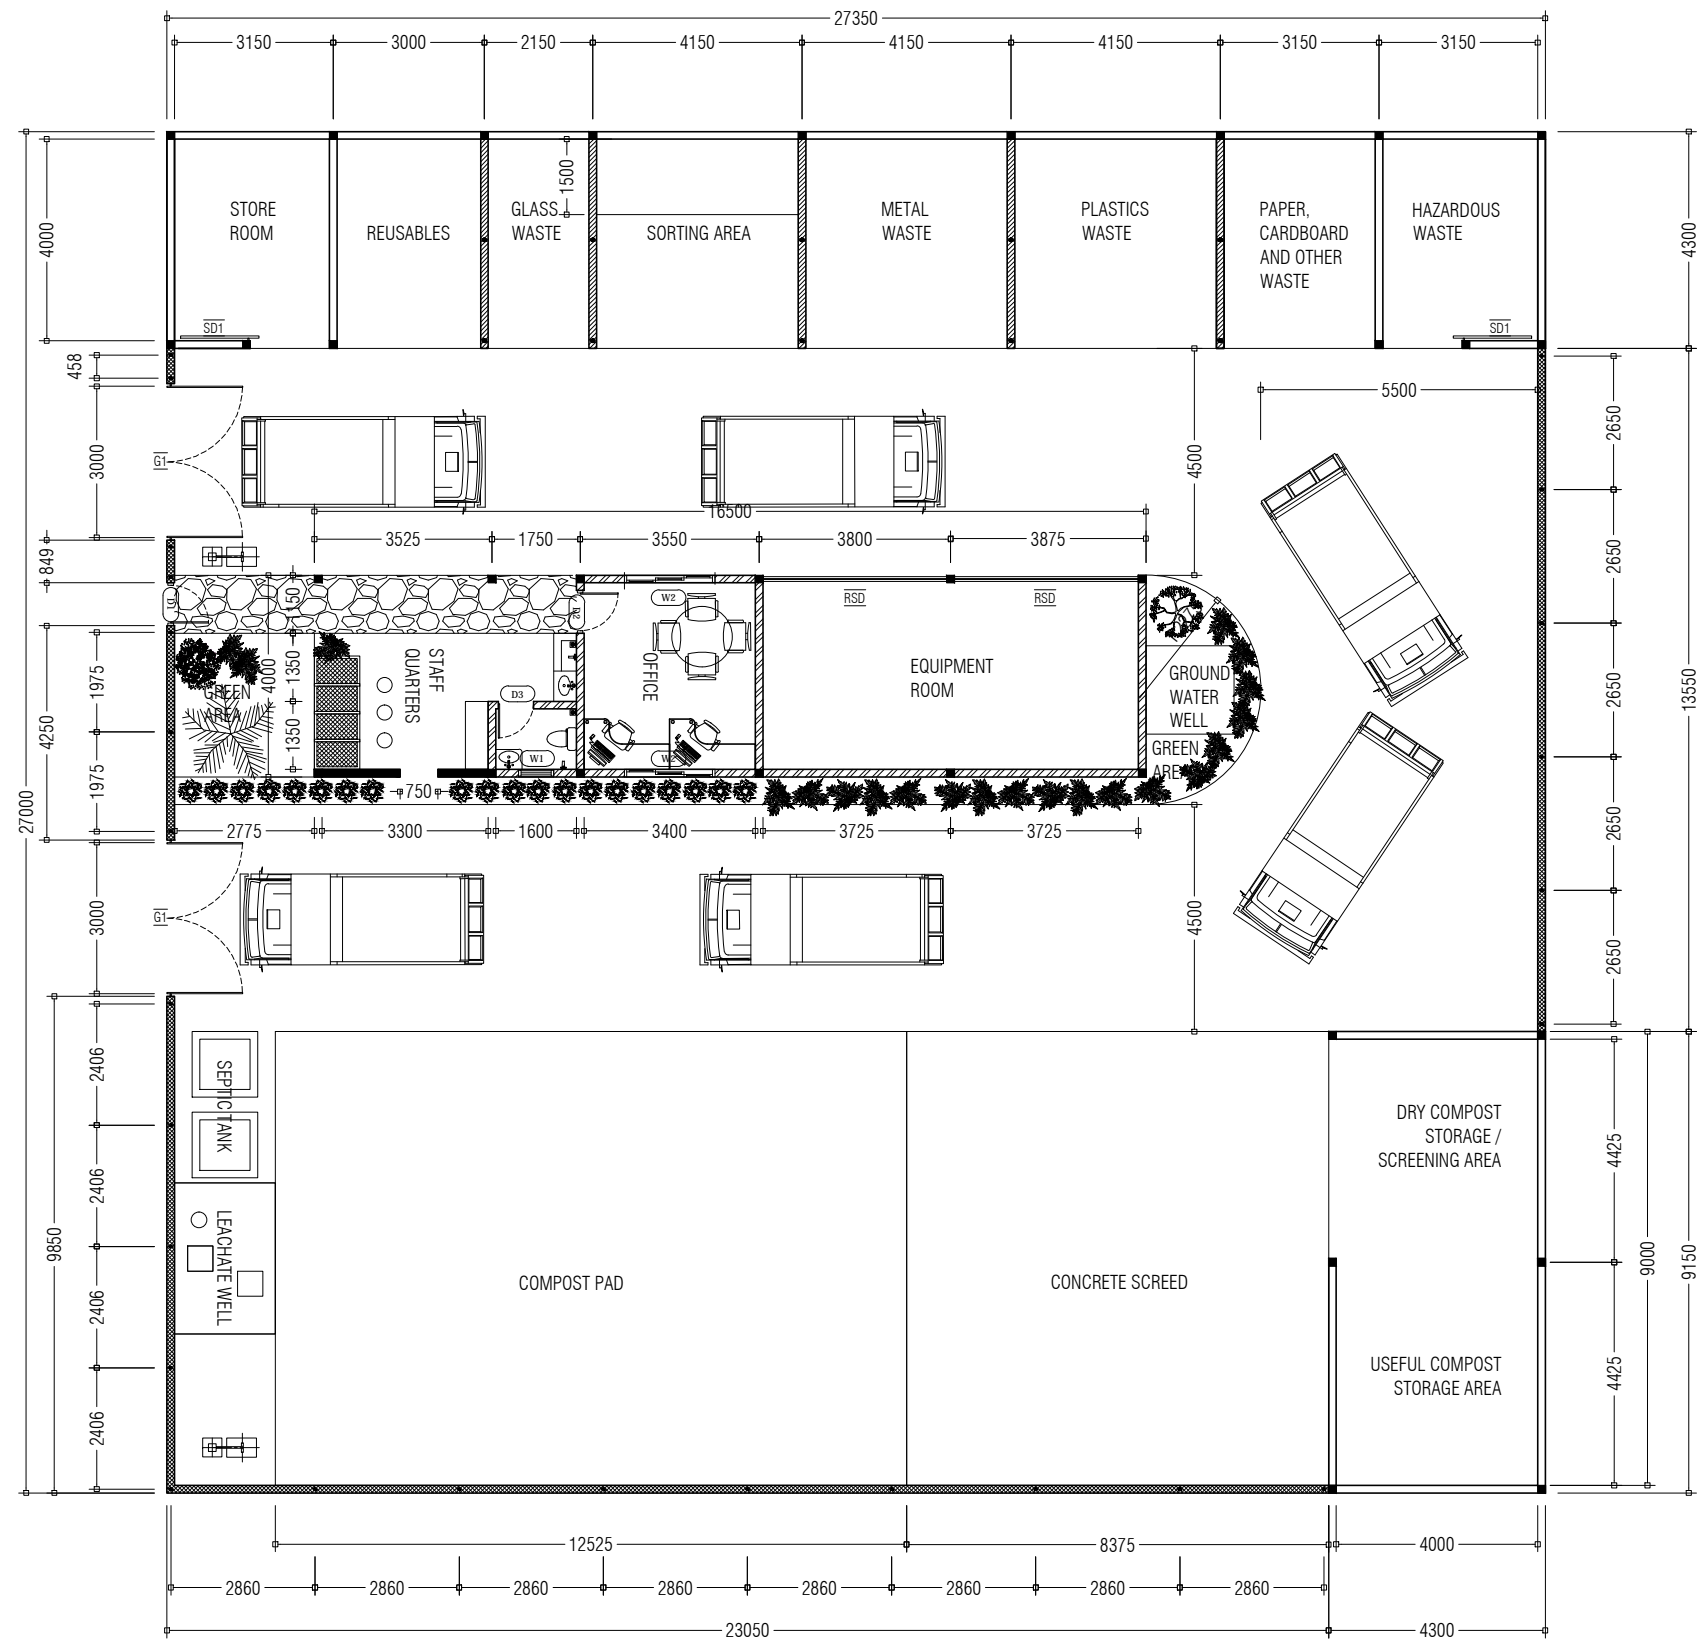 27350
3150 3000 2150 4150 4150 4150 3150 3150
1500
4000
4300
STORE
ROOM
REUSABLES
GLASS
WASTE
SORTING AREA
METAL
WASTE
PLASTICS
WASTE
PAPER,
CARDBOARD
AND OTHER
WASTE
HAZARDOUS
WASTE
SD1
SD1
458
5500
3000
G1
4500
2650
16500
3525 1750 3550 3800 3875
849
2650
D1
150
D2
W2
RSD
RSD
1350
4000
STAFF
QUARTERS
OFFICE
EQUIPMENT
ROOM
GROUND
WATER
WELL
GREEN
AREA
GREEN
AREA
D3
1350
W1
W2
750
1975
4250
1975
27000
2650
13550
2650
2775 3300 1600 3400 3725 3725
3000
G1
4500
2650
2406
SEPTIC TANK
2406
9850
LEACHATE WELL
2406
2406
COMPOST PAD
CONCRETE SCREED
DRY COMPOST
STORAGE /
SCREENING AREA
USEFUL COMPOST
STORAGE AREA
4425
9000
9150
4425
12525 8375 4000
2860 2860 2860 2860 2860 2860 2860 2860
23050 4300